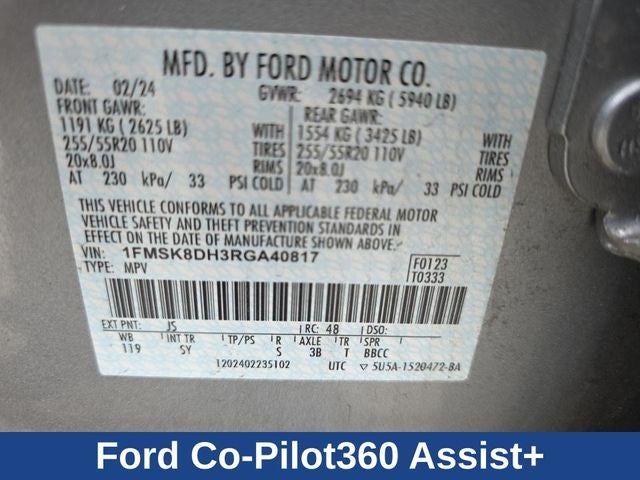 MFD. BY FORD MOTOR CO.
DATE: 02/24 GVWR: 2694 KG ( 5940 LB)
FRONT GAWR: REAR GAWR:
1191 KG ( 2625 LB) WITH 1554 KG ( 3425 LB) WITH
255/55R20 110V TIRES 255/55R20 110V TIRES
20x8.0J RIMS 20x8.0J RIMS
AT 230 kPa/ 33 PSI COLD AT 230 kPa/ 33 PSI COLD
THIS VEHICLE CONFORMS TO ALL APPLICABLE FEDERAL MOTOR
VEHICLE SAFETY AND THEFT PREVENTION STANDARDS IN
EFFECT ON THE DATE OF MANUFACTURE SHOWN ABOVE.
VIN: 1FMSK8DH3RGA40817 F0123
TYPE: MPV T0333
EXT PNT: JS RC: 48 DSO:
WB INT TR TP/PS R AXLE TR SPR
119 SY S 3B T BBCC
1202402235102 UTC ▽ 5U5A-1520472-BA
Ford Co-Pilot360 Assist+